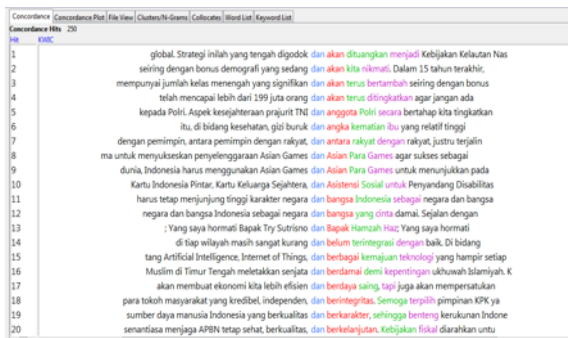 Concordance Concordance Plot File View Clusters/N-Grams Collocates Word List Keyword List
Concordance Hits 250
Hit KWIC
1 global. Strategi inilah yang tengah digodok dan akan dituangkan menjadi Kebijakan Kelautan Nas
2 seiring dengan bonus demografi yang sedang dan akan kita nikmati. Dalam 15 tahun terakhir,
3 mempunyai jumlah kelas menengah yang signifikan dan akan terus bertambah seiring dengan bonus
4 telah mencapai lebih dari 199 juta orang dan akan terus ditingkatkan agar jangan ada
5 kepada Polri. Aspek kesejahteraan prajurit TNI dan anggota Polri secara bertahap kita tingkatkan
6 itu, di bidang kesehatan, gizi buruk dan angka kematian ibu yang relatif tinggi
7 dengan pemimpin, antara pemimpin dengan rakyat, dan antara rakyat dengan rakyat, justru terjalin
8 ma untuk menyukseskan penyelenggaraan Asian Games dan Asian Para Games agar sukses sebagai
9 dunia, Indonesia harus menggunakan Asian Games dan Asian Para Games untuk menunjukkan pada
10 Kartu Indonesia Pintar, Kartu Keluarga Sejahtera, dan Asistensi Sosial untuk Penyandang Disabilitas
11 harus tetap menjunjung tinggi karakter negara dan bangsa Indonesia sebagai negara dan bangsa
12 negara dan bangsa Indonesia sebagai negara dan bangsa yang cinta damai. Sejalan dengan
13 ; Yang saya hormati Bapak Try Sutrisno dan Bapak Hamzah Haz; Yang saya hormati
14 di tiap wilayah masih sangat kurang dan belum terintegrasi dengan baik. Di bidang
15 tang Artificial Intelligence, Internet of Things, dan berbagai kemajuan teknologi yang hampir setiap
16 Muslim di Timur Tengah meletakkan senjata dan berdamai demi kepentingan ukhuwah Islamiyah. K
17 akan membuat ekonomi kita lebih efisien dan berdaya saing, tapi juga akan mempersatukan
18 para tokoh masyarakat yang kredibel, independen, dan berintegritas. Semoga terpilih pimpinan KPK ya
19 sumber daya manusia Indonesia yang berkualitas dan berkarakter, sehingga benteng kerukunan Indone
20 senantiasa menjaga APBN tetap sehat, berkualitas, dan berkelanjutan. Kebijakan fiskal diarahkan untu